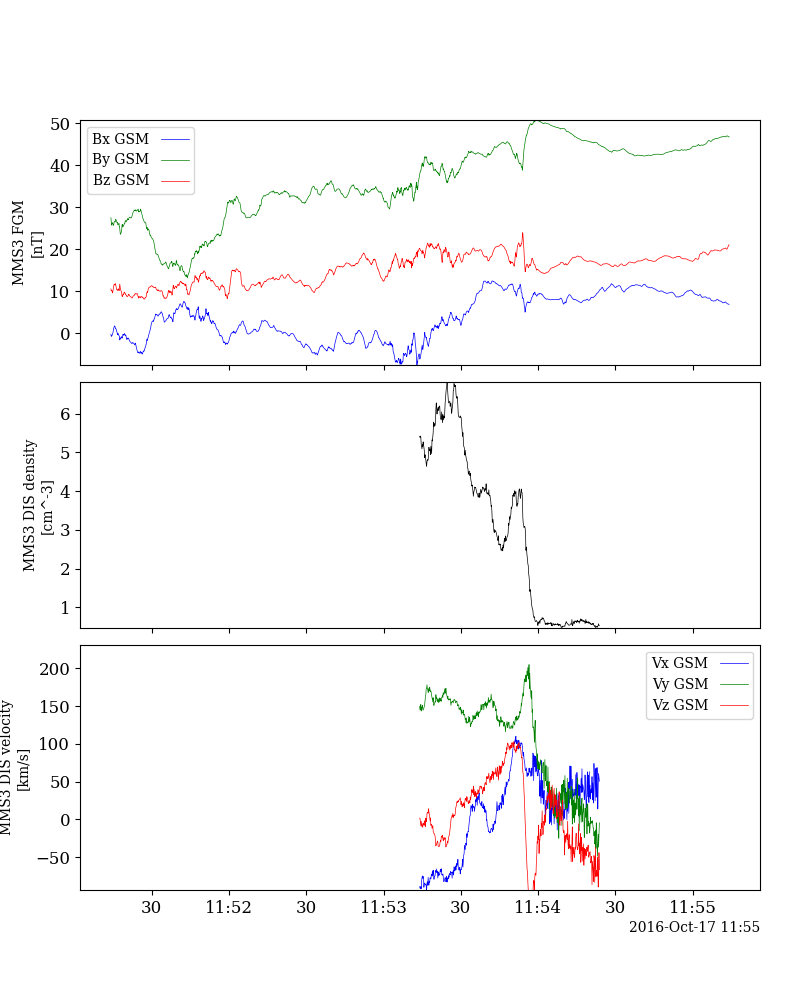 50
40
30
20
10
0
MMS3 FGM
[nT]
Bx GSM
By GSM
Bz GSM
6
5
4
3
2
1
MMS3 DIS density
[cm^-3]
200
150
100
50
0
−50
MMS3 DIS velocity
[km/s]
Vx GSM
Vy GSM
Vz GSM
30 11:52 30 11:53 30 11:54 30 11:55
2016-Oct-17 11:55